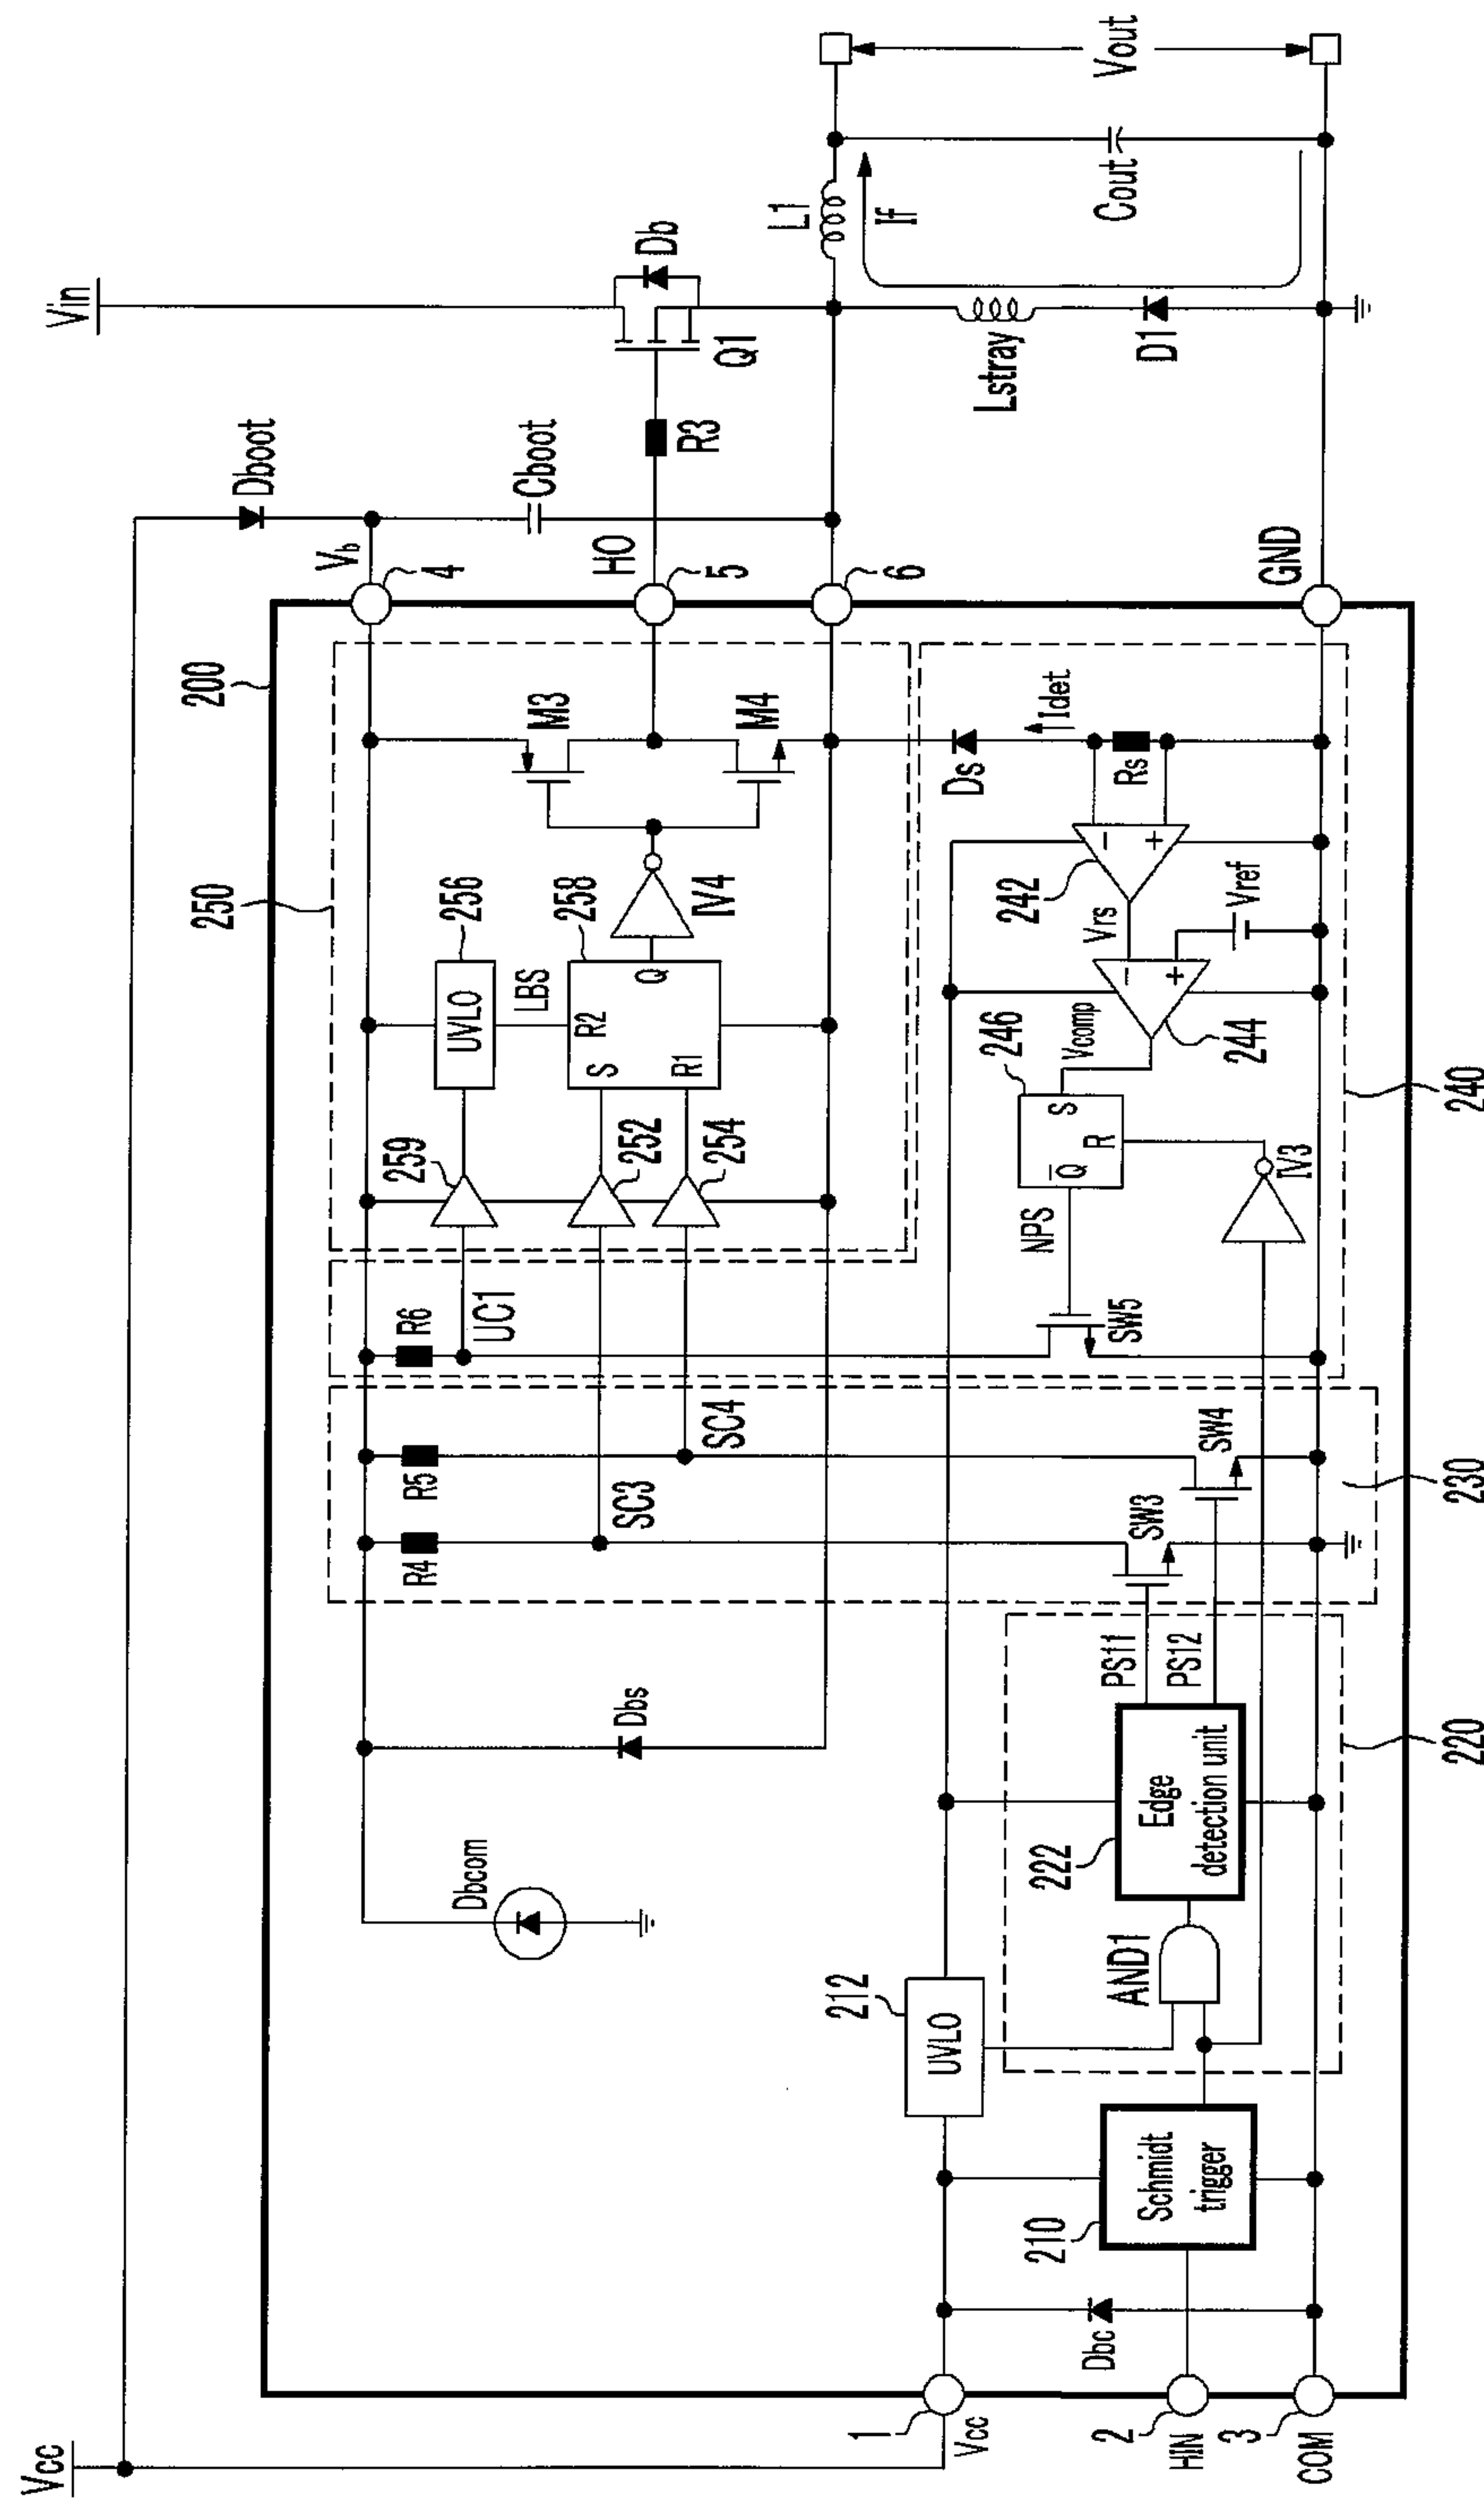 Vcc
Vin
Dboot
Vb
4
Cboot
HO
5
R3
Db
Q1
L1
If
Vout
Cout
6
Lstray
D1
GND
200
250
259
UVLO
256
LBS
258
R2
S
R1
Q
IV4
M3
M4
252
254
R6
UC1
R5
R4
SC3
SC4
Dbcom
Dbs
Ds
Idet
Rs
242
-
+
Vrs
Vref
-
+
244
Vcomp
246
S
R
Q̅
NPS
IV3
SW5
240
SW4
SW3
230
PS11
PS12
Edge
detection unit
222
220
AND1
212
UVLO
Schmidt
trigger
210
Dbc
1
Vcc
2
HIN
3
COM